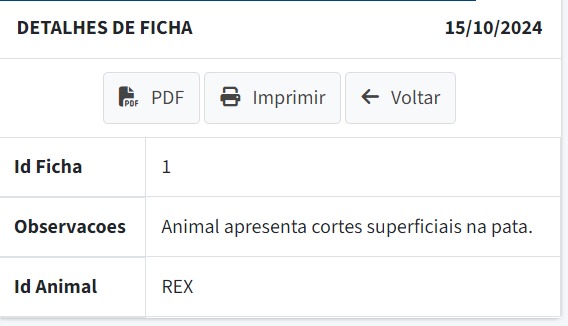 DETALHES DE FICHA 15/10/2024
PDF Imprimir Voltar
Id Ficha 1
Observacoes Animal apresenta cortes superficiais na pata.
Id Animal REX